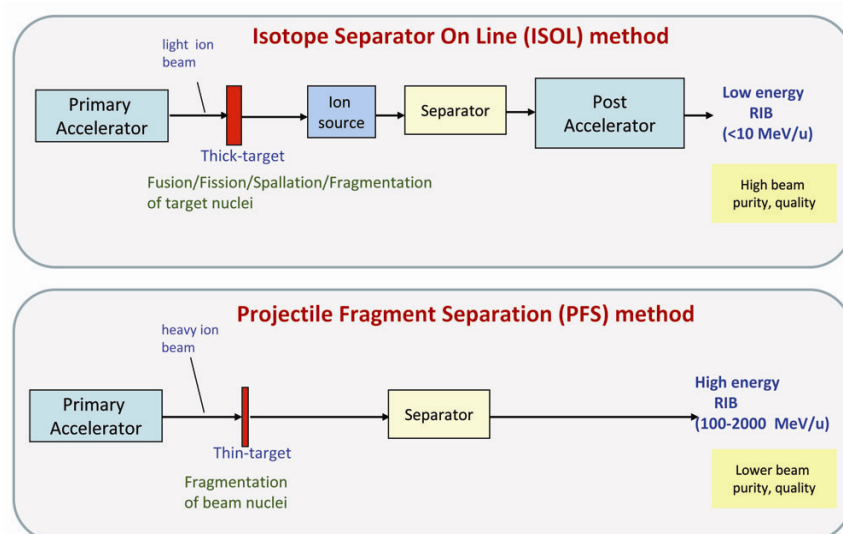 Isotope Separator On Line (ISOL) method
light ion
beam
Primary
Accelerator
Thick-target
Fusion/Fission/Spallation/Fragmentation
of target nuclei
Ion
source
Separator
Post
Accelerator
Low energy
RIB
(<10 MeV/u)
High beam
purity, quality
Projectile Fragment Separation (PFS) method
heavy ion
beam
Primary
Accelerator
Thin-target
Fragmentation
of beam nuclei
Separator
High energy
RIB
(100-2000 MeV/u)
Lower beam
purity, quality